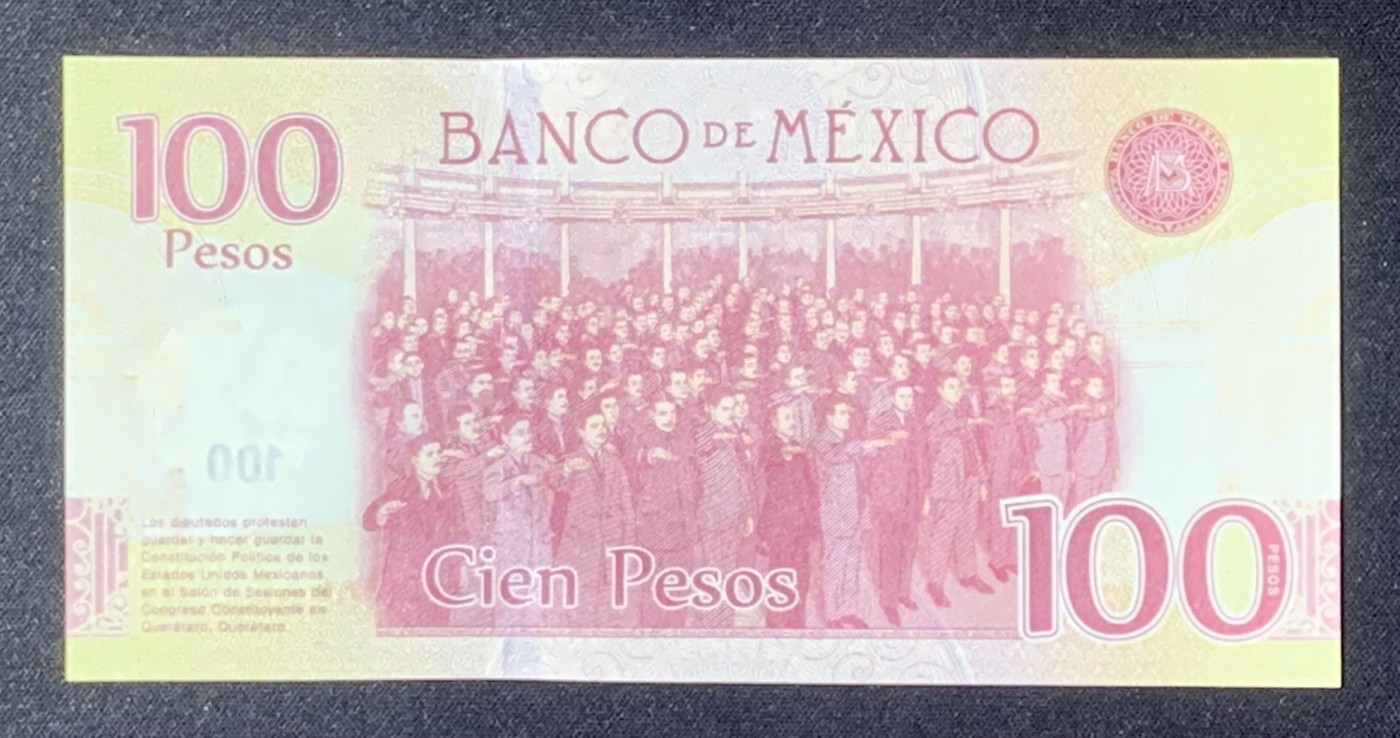 100
Pesos
BANCO DE MÉXICO
BANCO DE MÉXICO
100
Los diputados protestan
guardar y hacer guardar la
Constitución Política de los
Estados Unidos Mexicanos,
en el Salón de Sesiones del
Congreso Constituyente en
Querétaro, Querétaro.
Cien Pesos
100
PESOS